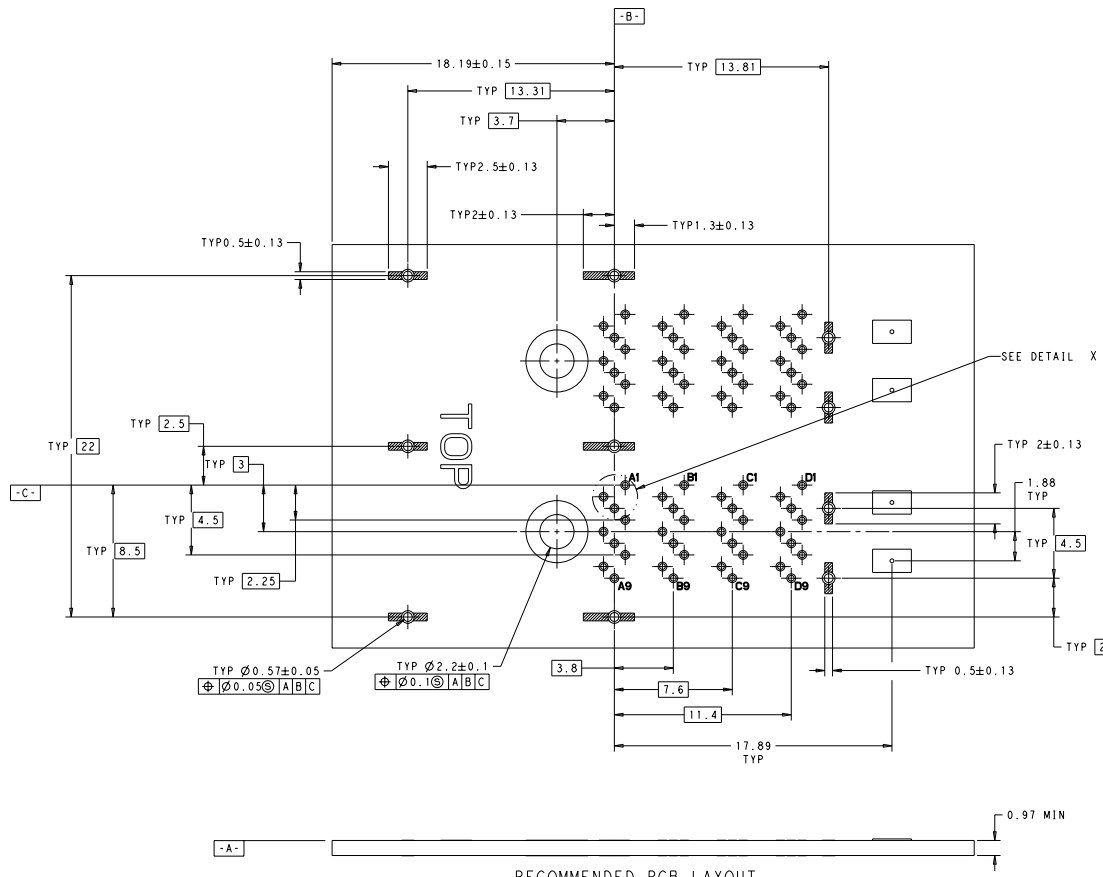 -B-
18.19±0.15
TYP 13.81
TYP 13.31
TYP 3.7
TYP2.5±0.13
TYP2±0.13
TYP1.3±0.13
TYP0.5±0.13
SEE DETAIL X
TOP
TYP 2.5
TYP 22
TYP 3
TYP 2±0.13
-C-
A1 B1 C1 D1
1.88
TYP
TYP 4.5
TYP 4.5
TYP 8.5
TYP 2.25
A9 B9 C9 D9
TYP 2
TYP Ø0.57±0.05
⌖ Ø0.05Ⓢ A B C
TYP Ø2.2±0.1
⌖ Ø0.1Ⓢ A B C
3.8
TYP 0.5±0.13
7.6
11.4
17.89
TYP
0.97 MIN
-A-
RECOMMENDED PCB LAYOUT